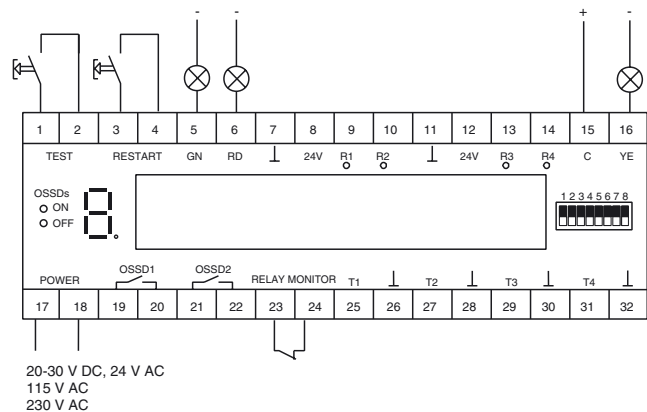 - - + -
1 2 3 4 5 6 7 8 9 10 11 12 13 14 15 16
TEST RESTART GN RD ⊥ 24V R1 R2 ⊥ 24V R3 R4 C YE
OSSDs
ON
OFF
8.
1 2 3 4 5 6 7 8
POWER OSSD1 OSSD2 RELAY MONITOR T1 ⊥ T2 ⊥ T3 ⊥ T4 ⊥
17 18 19 20 21 22 23 24 25 26 27 28 29 30 31 32
20-30 V DC, 24 V AC
115 V AC
230 V AC